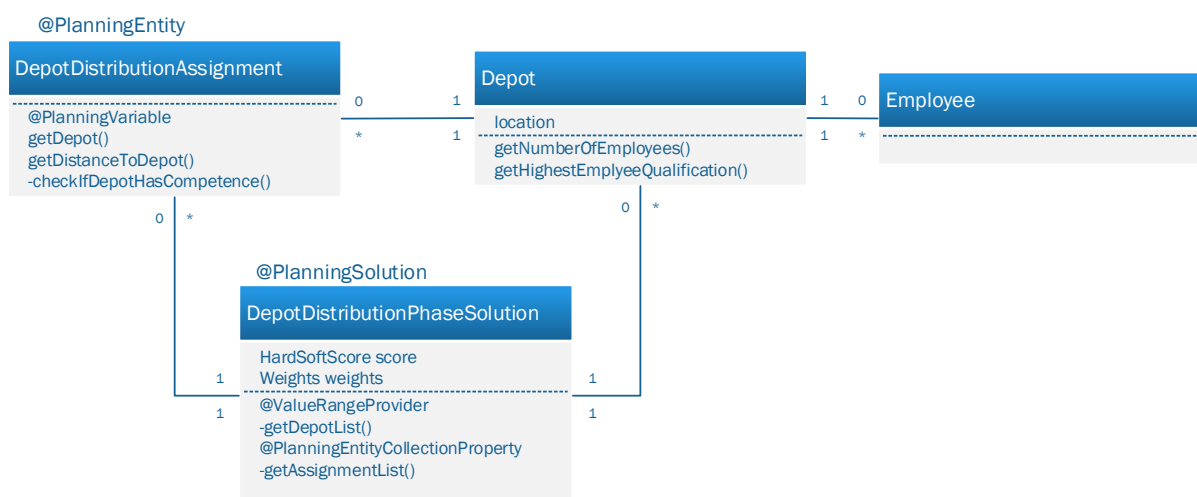 @PlanningEntity
DepotDistributionAssignment
@PlanningVariable
getDepot()
getDistanceToDepot()
-checkIfDepotHasCompetence()
0
*
1
1
Depot
location
getNumberOfEmployees()
getHighestEmplyeeQualification()
1
1
0
*
Employee
0 *
0 *
@PlanningSolution
DepotDistributionPhaseSolution
HardSoftScore score
Weights weights
@ValueRangeProvider
-getDepotList()
@PlanningEntityCollectionProperty
-getAssignmentList()
1
1
1
1